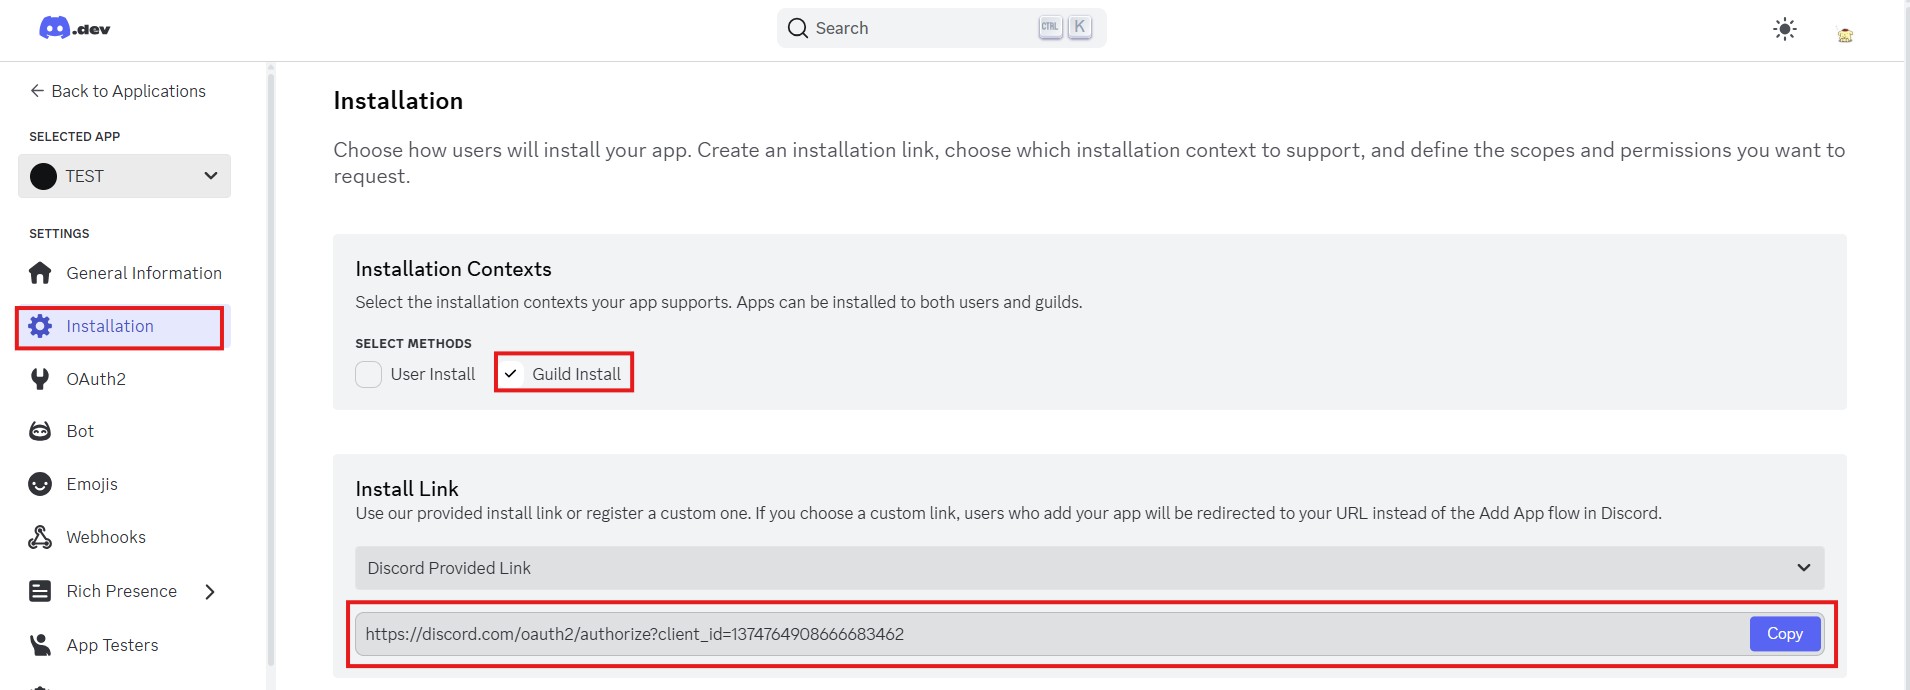 .dev
Search
CTRL K
Back to Applications
SELECTED APP
TEST
SETTINGS
General Information
Installation
OAuth2
Bot
Emojis
Webhooks
Rich Presence
App Testers
Installation
Choose how users will install your app. Create an installation link, choose which installation context to support, and define the scopes and permissions you want to
request.
Installation Contexts
Select the installation contexts your app supports. Apps can be installed to both users and guilds.
SELECT METHODS
User Install Guild Install
Install Link
Use our provided install link or register a custom one. If you choose a custom link, users who add your app will be redirected to your URL instead of the Add App flow in Discord.
Discord Provided Link
https://discord.com/oauth2/authorize?client_id=1374764908666683462 Copy